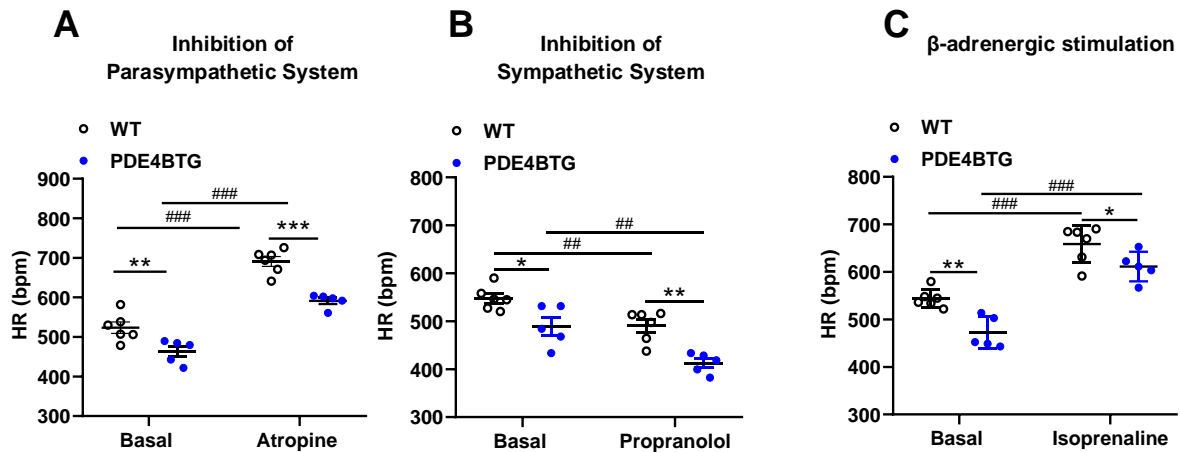 A
Inhibition of
Parasympathetic System
WT
PDE4BTG
900
800
700
600
500
400
300
HR (bpm)
###
###
***
**
Basal
Atropine
B
Inhibition of
Sympathetic System
WT
PDE4BTG
800
700
600
500
400
300
HR (bpm)
##
##
*
**
Basal
Propranolol
C
β-adrenergic stimulation
WT
PDE4BTG
800
700
600
500
400
300
HR (bpm)
###
###
*
**
Basal
Isoprenaline